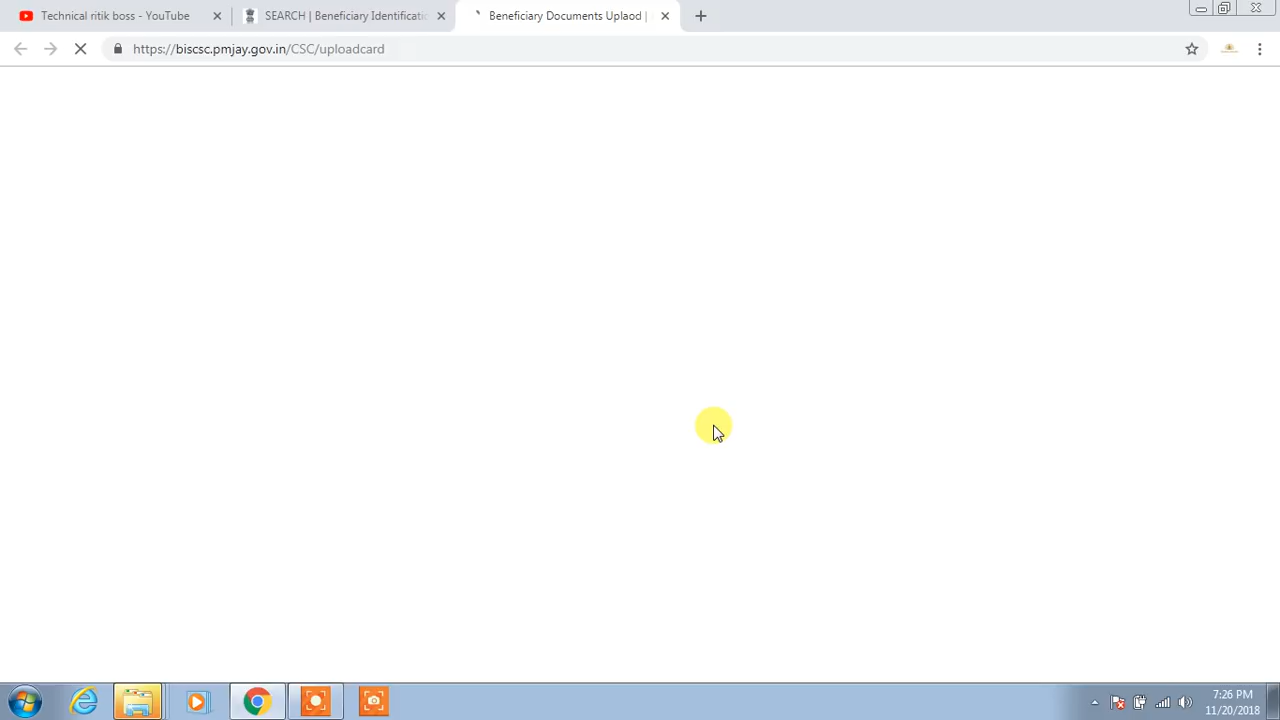 Technical ritik boss - YouTube
SEARCH | Beneficiary Identificatio
Beneficiary Documents Uplaod |
https://biscsc.pmjay.gov.in/CSC/uploadcard
7:26 PM
11/20/2018